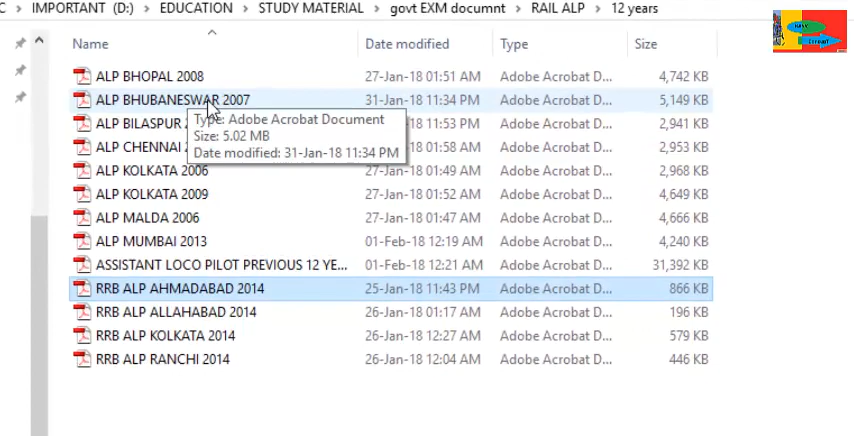 C > IMPORTANT (D:) > EDUCATION > STUDY MATERIAL > govt EXM documnt > RAIL ALP > 12 years
Name Date modified Type Size
ALP BHOPAL 2008 27-Jan-18 01:51 AM Adobe Acrobat D... 4,742 KB
ALP BHUBANESWAR 2007 31-Jan-18 11:34 PM Adobe Acrobat D... 5,149 KB
ALP BILASPUR 11:53 PM Adobe Acrobat D... 2,941 KB
ALP CHENNAI 01:58 AM Adobe Acrobat D... 2,953 KB
Type: Adobe Acrobat Document
Size: 5.02 MB
Date modified: 31-Jan-18 11:34 PM
ALP KOLKATA 2006 27-Jan-18 01:49 AM Adobe Acrobat D... 2,968 KB
ALP KOLKATA 2009 27-Jan-18 01:52 AM Adobe Acrobat D... 4,649 KB
ALP MALDA 2006 27-Jan-18 01:47 AM Adobe Acrobat D... 4,666 KB
ALP MUMBAI 2013 01-Feb-18 12:19 AM Adobe Acrobat D... 4,240 KB
ASSISTANT LOCO PILOT PREVIOUS 12 YE... 01-Feb-18 12:21 AM Adobe Acrobat D... 31,392 KB
RRB ALP AHMADABAD 2014 25-Jan-18 11:43 PM Adobe Acrobat D... 866 KB
RRB ALP ALLAHABAD 2014 26-Jan-18 01:17 AM Adobe Acrobat D... 196 KB
RRB ALP KOLKATA 2014 26-Jan-18 12:27 AM Adobe Acrobat D... 579 KB
RRB ALP RANCHI 2014 26-Jan-18 12:04 AM Adobe Acrobat D... 446 KB